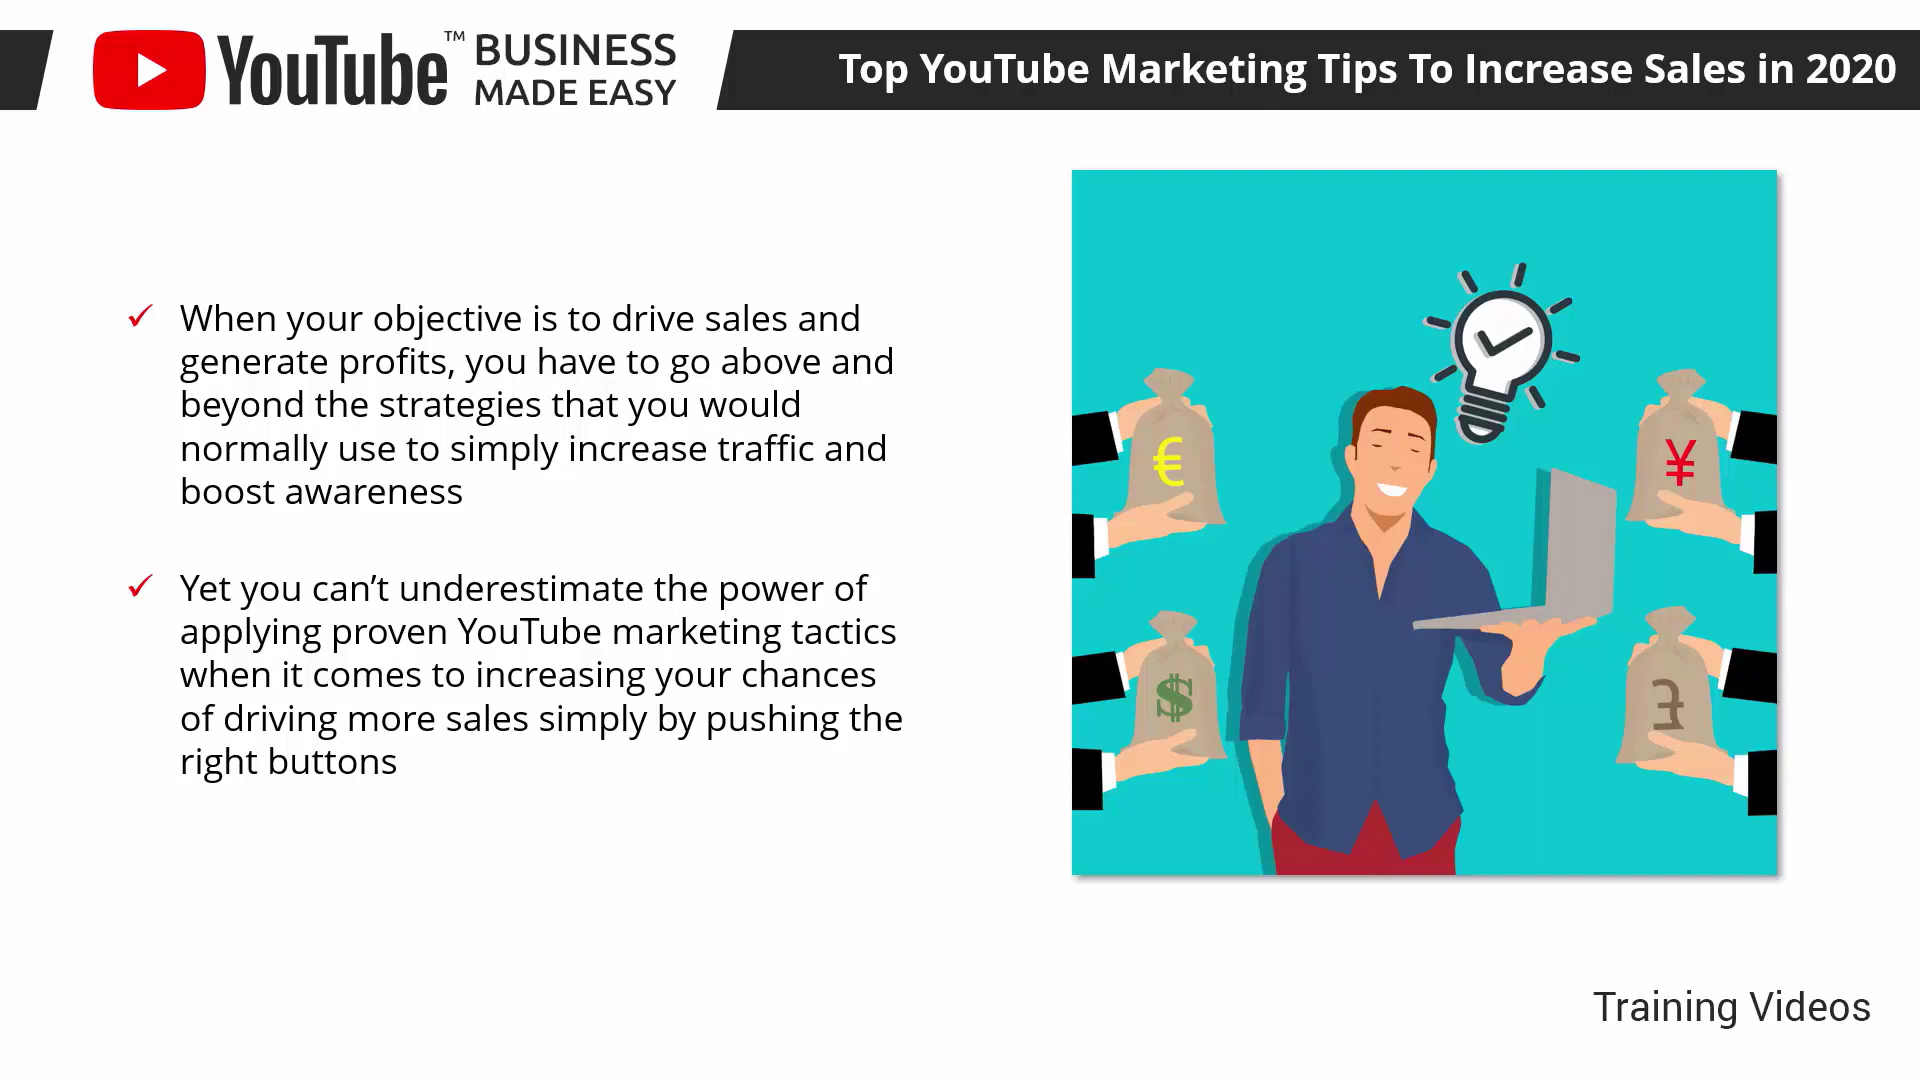 YouTube™ BUSINESS
MADE EASY
Top YouTube Marketing Tips To Increase Sales in 2020
✓ When your objective is to drive sales and
generate profits, you have to go above and
beyond the strategies that you would
normally use to simply increase traffic and
boost awareness
✓ Yet you can’t underestimate the power of
applying proven YouTube marketing tactics
when it comes to increasing your chances
of driving more sales simply by pushing the
right buttons
€
¥
$
£
Training Videos